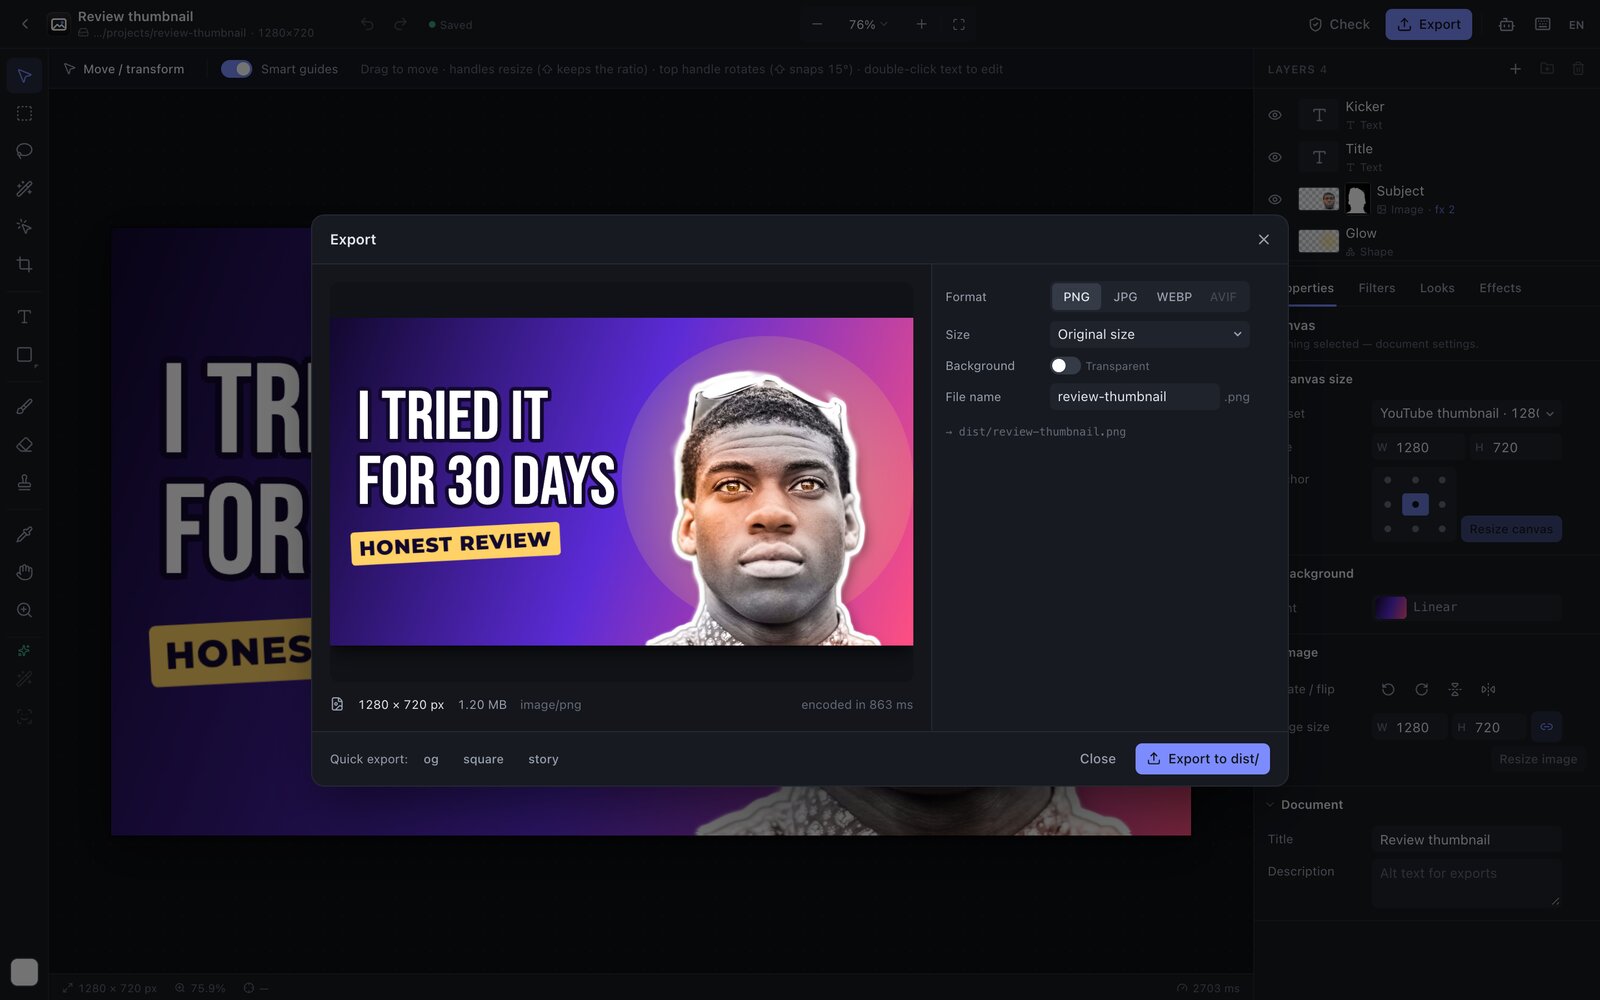 Review thumbnail
.../projects/review-thumbnail · 1280×720
Saved
76%
Check
Export
EN
Move / transform
Smart guides
Drag to move · handles resize (⇧ keeps the ratio) · top handle rotates (⇧ snaps 15°) · double-click text to edit
LAYERS 4
Kicker
Text
Title
Text
Subject
Image · fx 2
Glow
Shape
operties
Filters
Looks
Effects
nvas
ing selected — document settings.
anvas size
set
YouTube thumbnail · 128(
e
W 1280
H 720
hor
Resize canvas
ackground
nt
Linear
mage
ate / flip
ge size
W 1280
H 720
Resize image
Document
Title
Review thumbnail
Description
Alt text for exports
I TRI
FOR
HONES
Export
I TRIED IT
FOR 30 DAYS
HONEST REVIEW
1280 × 720 px
1.20 MB
image/png
encoded in 863 ms
Format
PNG
JPG
WEBP
AVIF
Size
Original size
Background
Transparent
File name
review-thumbnail
.png
→ dist/review-thumbnail.png
Quick export:
og
square
story
Close
Export to dist/
1280 × 720 px
75.9%
—
2703 ms